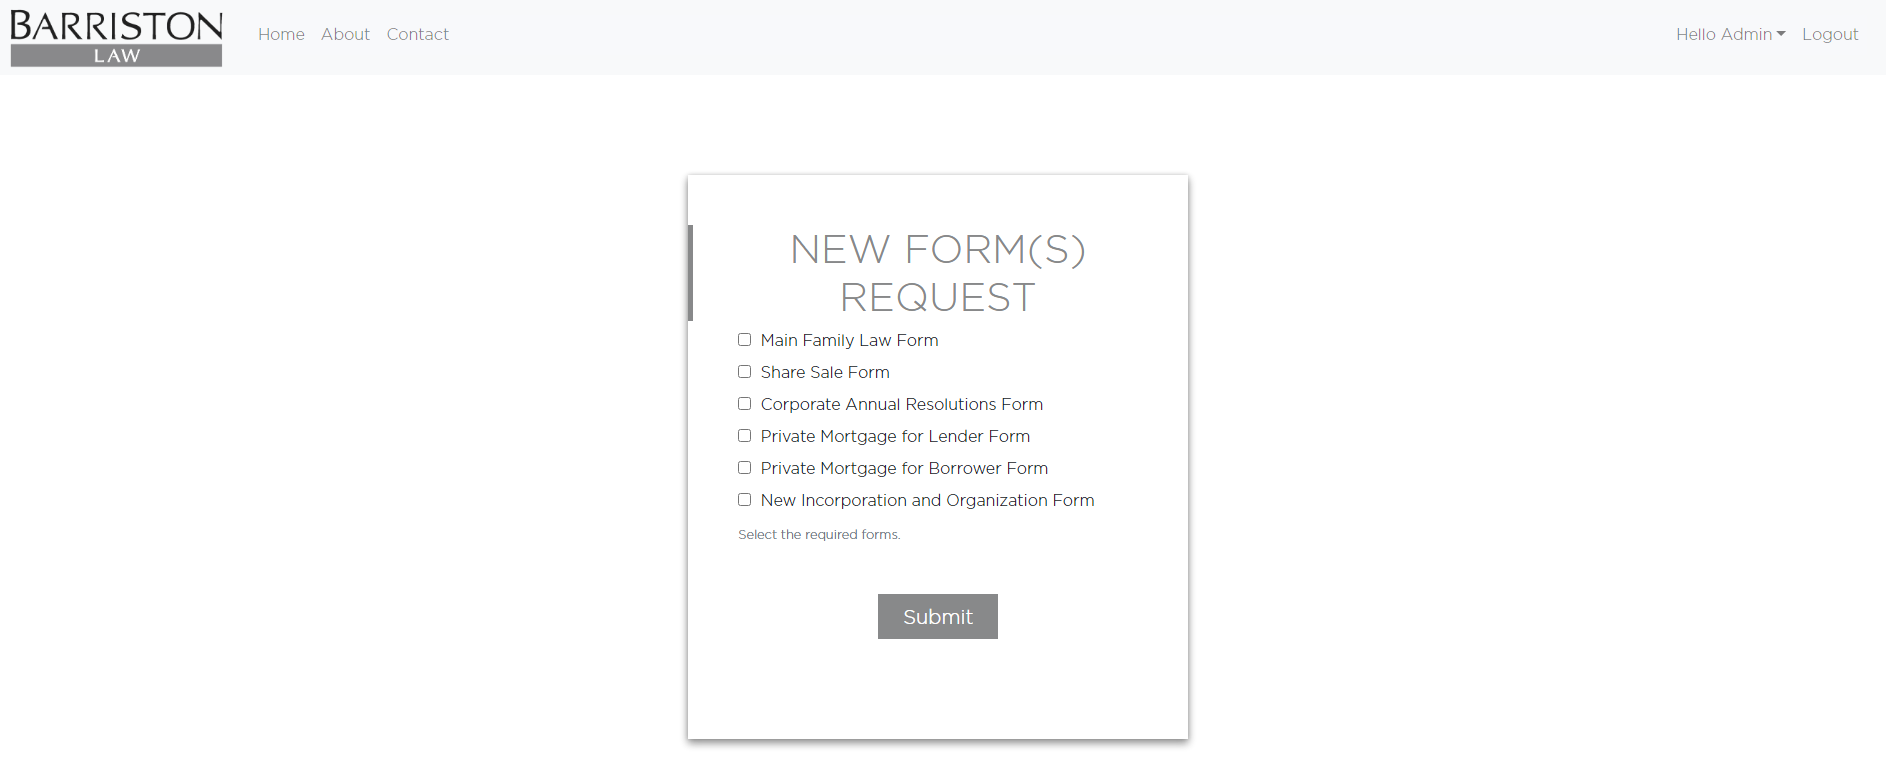 BARRISTON
LAW
Home About Contact
Hello Admin Logout
NEW FORM(S)
REQUEST
Main Family Law Form
Share Sale Form
Corporate Annual Resolutions Form
Private Mortgage for Lender Form
Private Mortgage for Borrower Form
New Incorporation and Organization Form
Select the required forms.
Submit